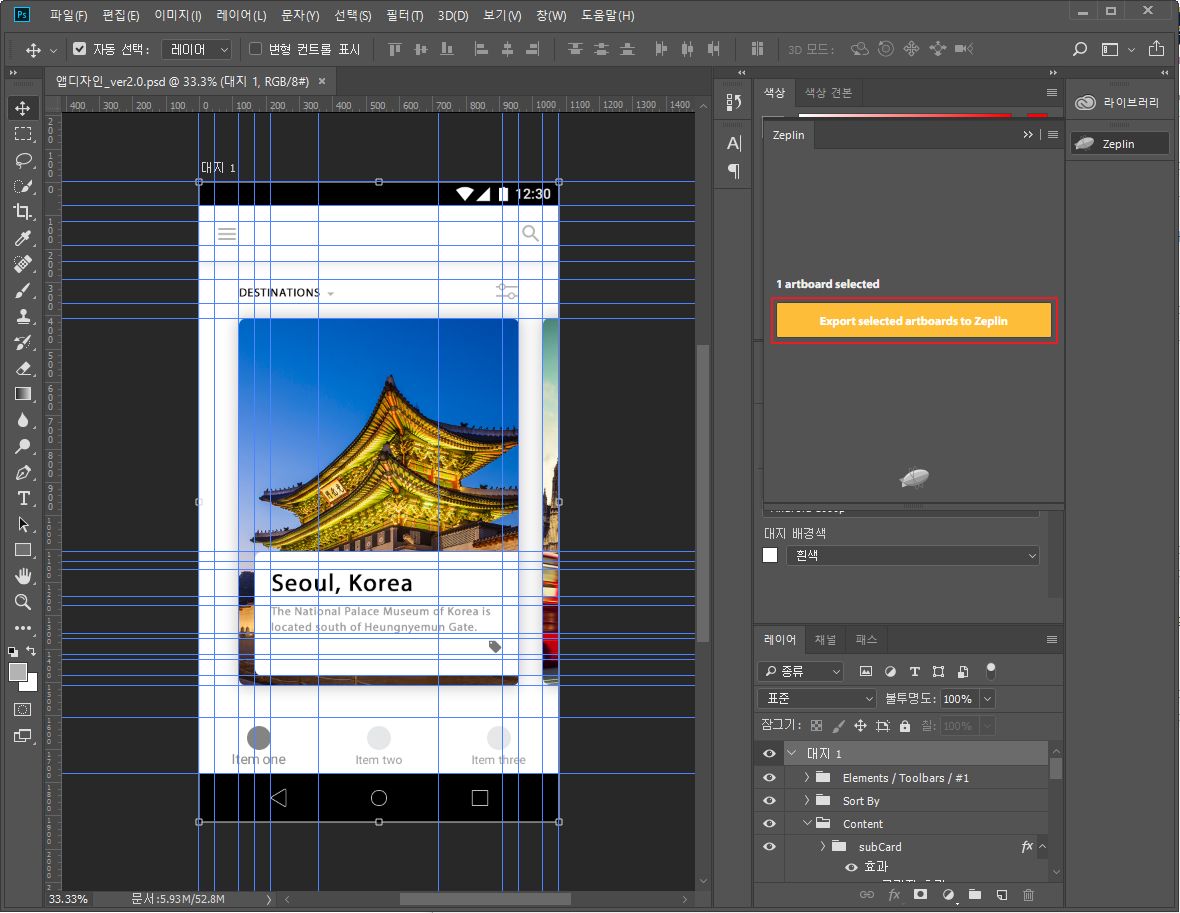 Ps 파일(F) 편집(E) 이미지(I) 레이어(L) 문자(Y) 선택(S) 필터(T) 3D(D) 보기(V) 창(W) 도움말(H)
자동 선택: 레이어 변형 컨트롤 표시 3D 모드:
앱디자인_ver2.0.psd @ 33.3% (대지 1, RGB/8#) ×
400 300 200 100 0 100 200 300 400 500 600 700 800 900 1000 1100 1200 1300 1400
대지 1
12:30
DESTINATIONS
Seoul, Korea
The National Palace Museum of Korea is
located south of Heungnyemun Gate.
Item one Item two Item three
33.33% 문서:5.93M/52.8M
색상 색상 견본
Zeplin
1 artboard selected
Export selected artboards to Zeplin
대지 배경색
흰색
라이브러리
Zeplin
레이어 채널 패스
종류
표준 불투명도: 100%
잠그기: 칠: 100%
대지 1
Elements / Toolbars / #1
Sort By
Content
subCard fx
효과